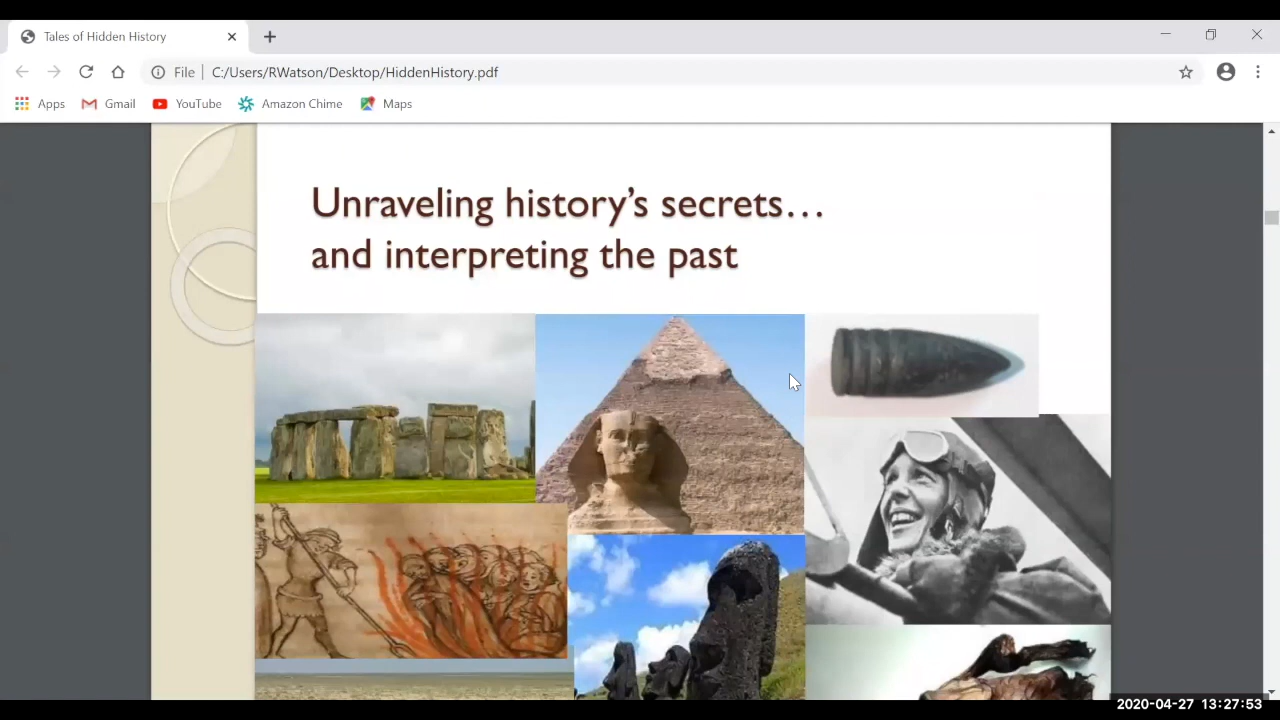 Tales of Hidden History
File C:/Users/RWatson/Desktop/HiddenHistory.pdf
Apps Gmail YouTube Amazon Chime Maps
Unraveling history’s secrets…
and interpreting the past
2020-04-27 13:27:53